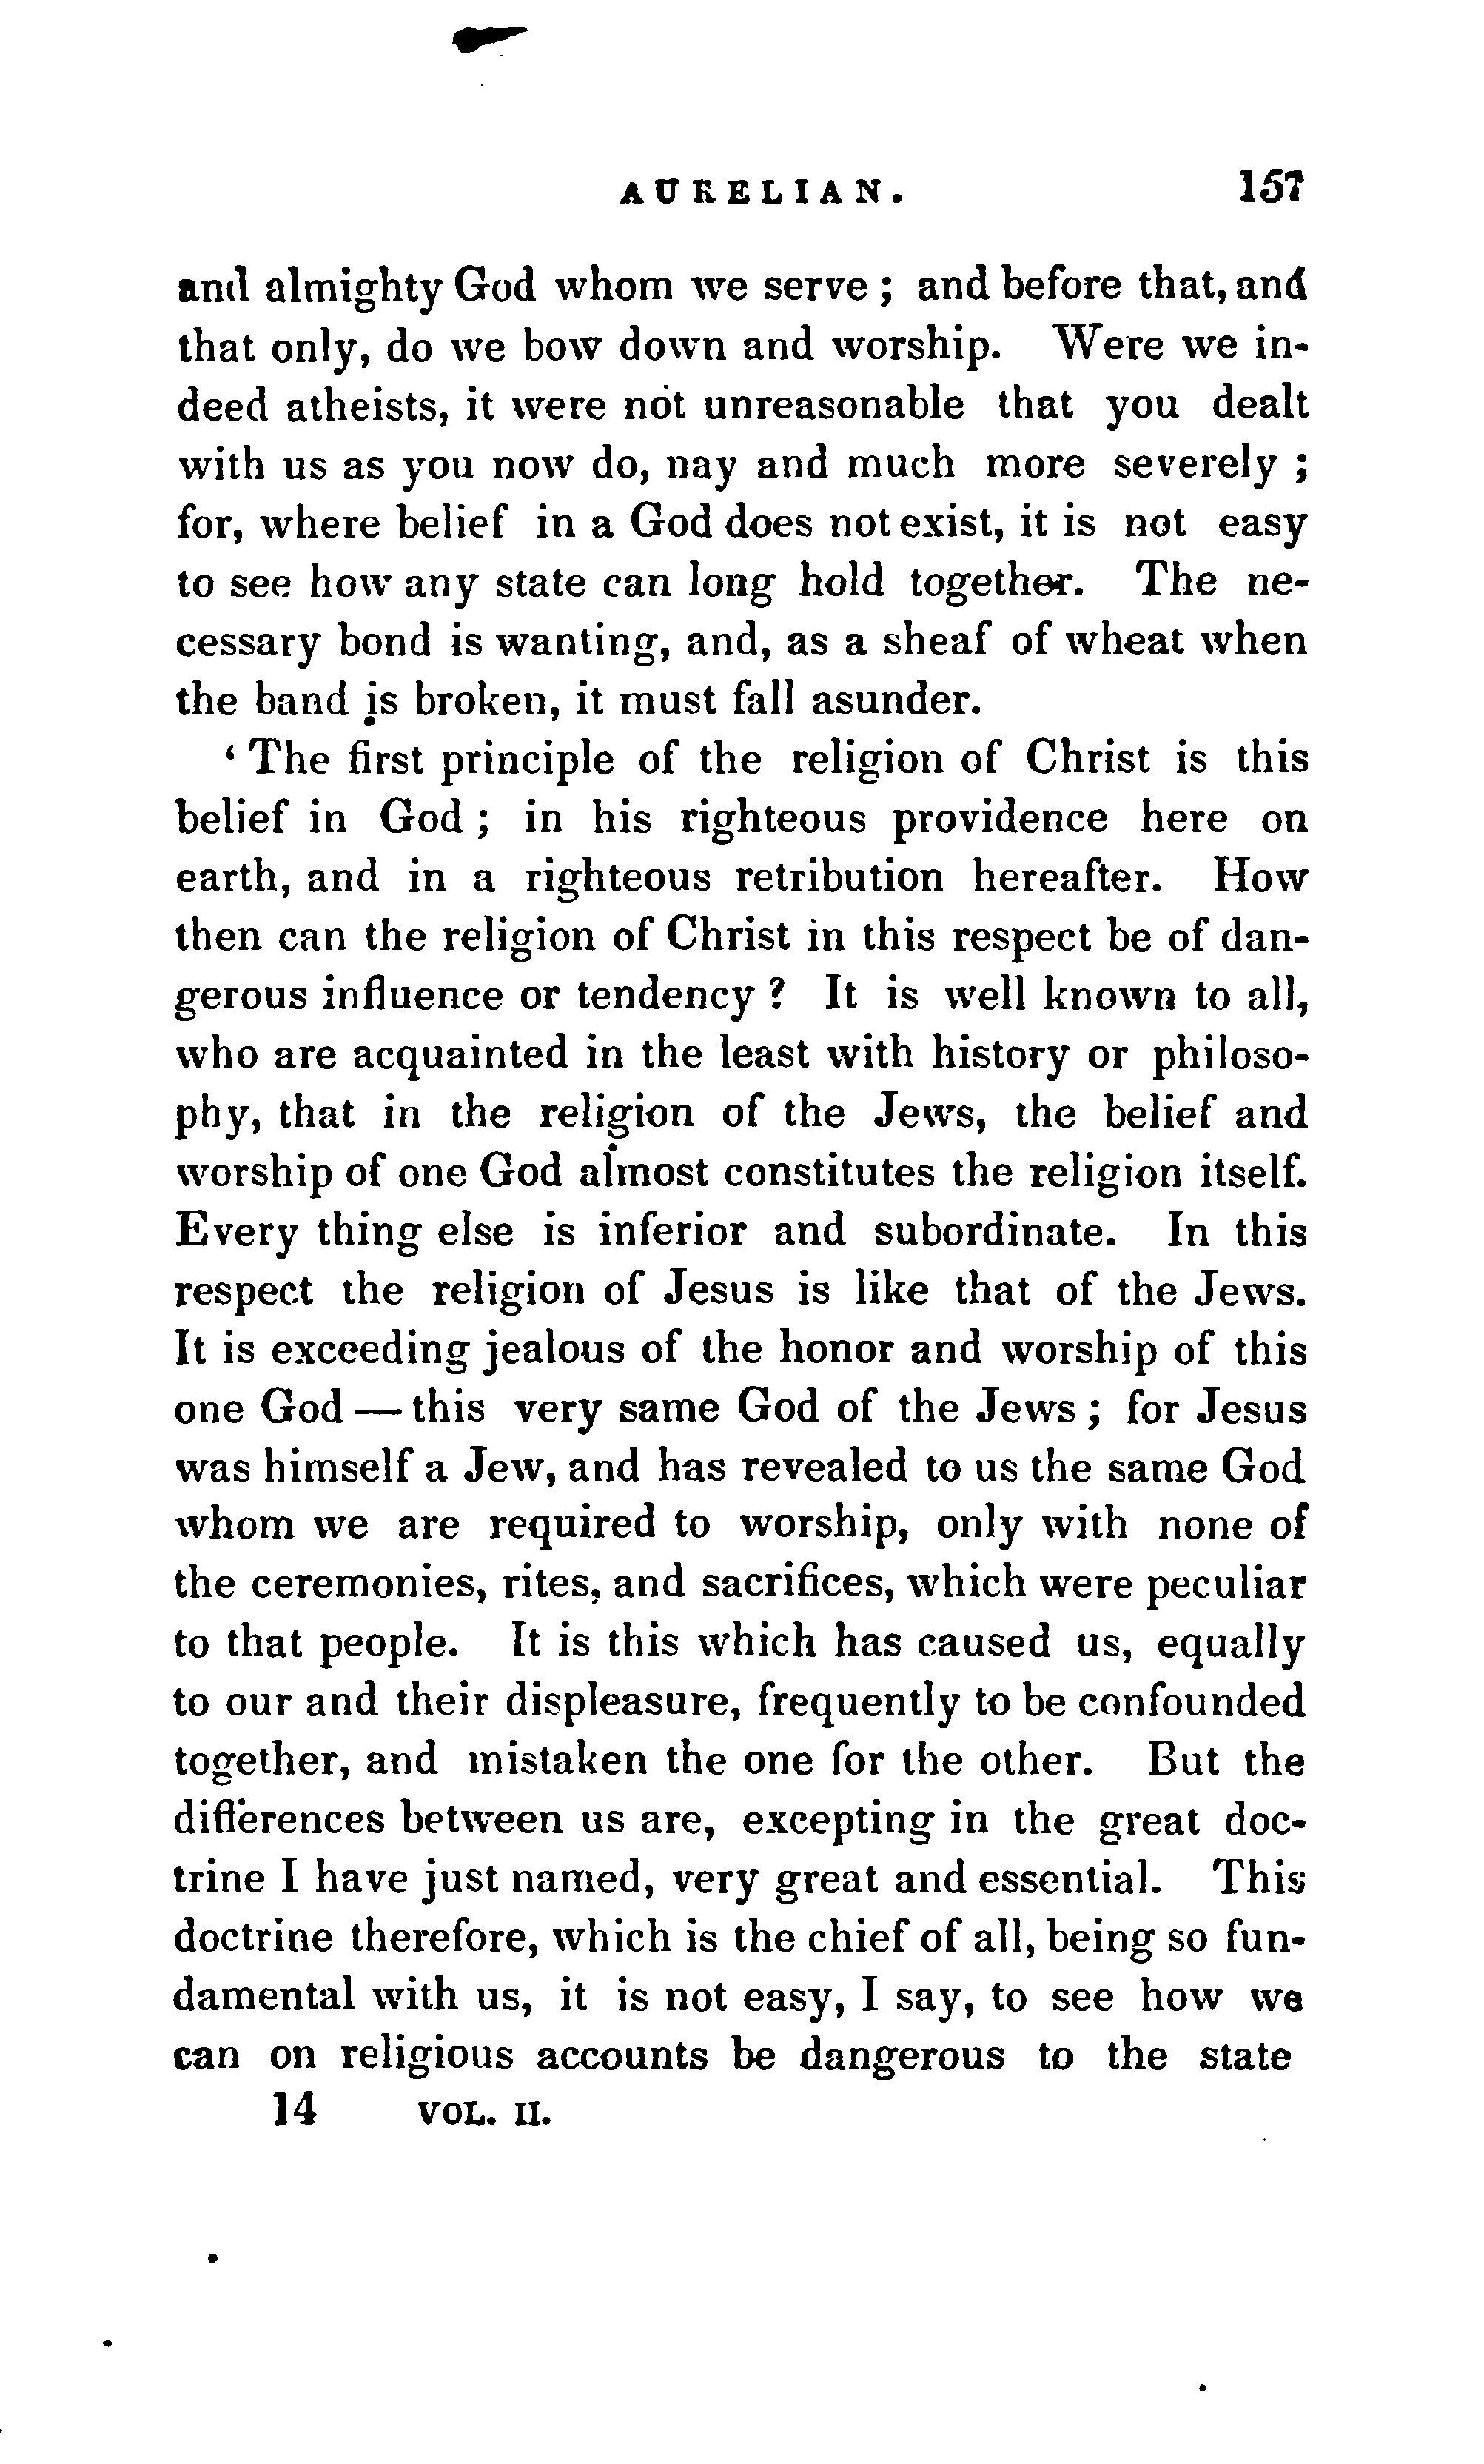 AURELIAN. 157
and almighty God whom we serve ; and before that, and
that only, do we bow down and worship. Were we in-
deed atheists, it were not unreasonable that you dealt
with us as you now do, nay and much more severely ;
for, where belief in a God does not exist, it is not easy
to see how any state can long hold together. The ne-
cessary bond is wanting, and, as a sheaf of wheat when
the band is broken, it must fall asunder.
‘ The first principle of the religion of Christ is this
belief in God ; in his righteous providence here on
earth, and in a righteous retribution hereafter. How
then can the religion of Christ in this respect be of dan-
gerous influence or tendency ? It is well known to all,
who are acquainted in the least with history or philoso-
phy, that in the religion of the Jews, the belief and
worship of one God almost constitutes the religion itself.
Every thing else is inferior and subordinate. In this
respect the religion of Jesus is like that of the Jews.
It is exceeding jealous of the honor and worship of this
one God — this very same God of the Jews ; for Jesus
was himself a Jew, and has revealed to us the same God
whom we are required to worship, only with none of
the ceremonies, rites, and sacrifices, which were peculiar
to that people. It is this which has caused us, equally
to our and their displeasure, frequently to be confounded
together, and mistaken the one for the other. But the
differences between us are, excepting in the great doc-
trine I have just named, very great and essential. This
doctrine therefore, which is the chief of all, being so fun-
damental with us, it is not easy, I say, to see how we
can on religious accounts be dangerous to the state
14 VOL. II.